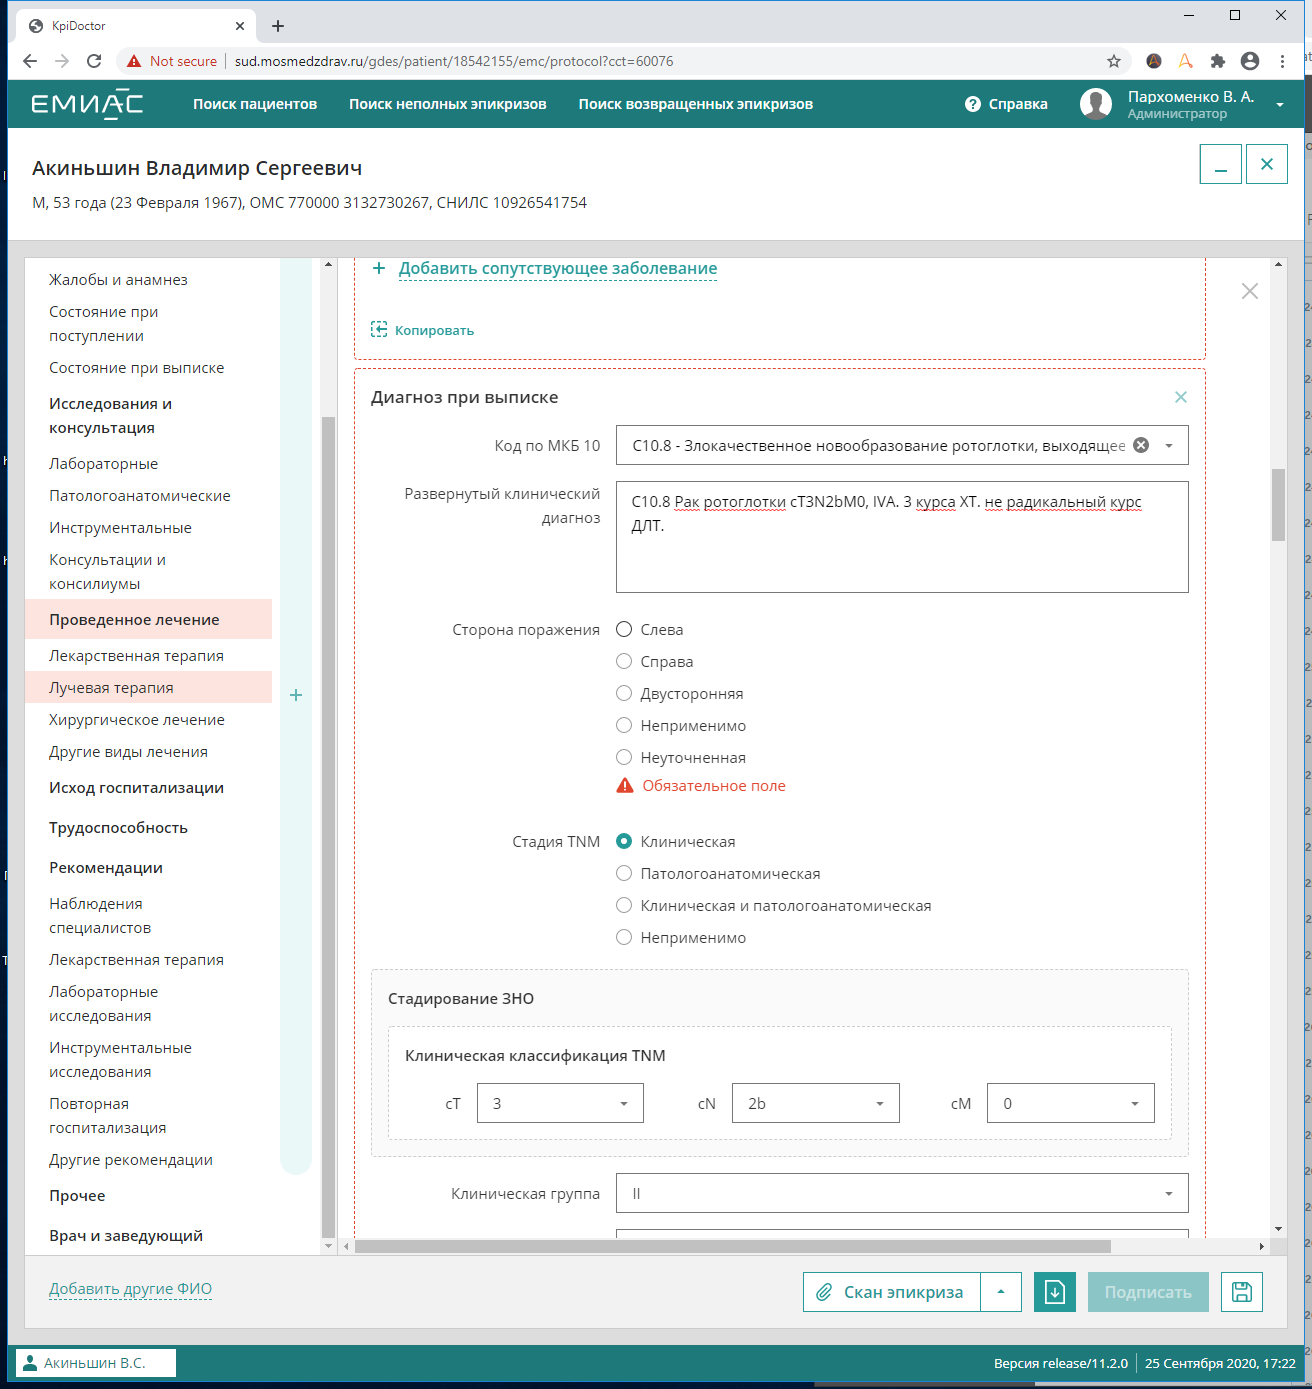 KpiDoctor
Not secure
sud.mosmedzdrav.ru/gdes/patient/18542155/emc/protocol?cct=60076
ЕМИАС
Поиск пациентов
Поиск неполных эпикризов
Поиск возвращенных эпикризов
Справка
Пархоменко В. А.
Администратор
Акиньшин Владимир Сергеевич
М, 53 года (23 Февраля 1967), ОМС 770000 3132730267, СНИЛС 10926541754
Жалобы и анамнез
Состояние при
поступлении
Состояние при выписке
Исследования и
консультация
Лабораторные
Патологоанатомические
Инструментальные
Консультации и
консилиумы
Проведенное лечение
Лекарственная терапия
Лучевая терапия
Хирургическое лечение
Другие виды лечения
Исход госпитализации
Трудоспособность
Рекомендации
Наблюдения
специалистов
Лекарственная терапия
Лабораторные
исследования
Инструментальные
исследования
Повторная
госпитализация
Другие рекомендации
Прочее
Врач и заведующий
Добавить сопутствующее заболевание
Копировать
Диагноз при выписке
Код по МКБ 10
C10.8 - Злокачественное новообразование ротоглотки, выходящее
Развернутый клинический
диагноз
C10.8 Рак ротоглотки cT3N2bM0, IVA. 3 курса ХТ. не радикальный курс
ДЛТ.
Сторона поражения
Слева
Справа
Двусторонняя
Неприменимо
Неуточненная
Обязательное поле
Стадия TNM
Клиническая
Патологоанатомическая
Клиническая и патологоанатомическая
Неприменимо
Стадирование ЗНО
Клиническая классификация TNM
cT
3
cN
2b
cM
0
Клиническая группа
II
Добавить другие ФИО
Скан эпикриза
Подписать
Акиньшин В.С.
Версия release/11.2.0
25 Сентября 2020, 17:22